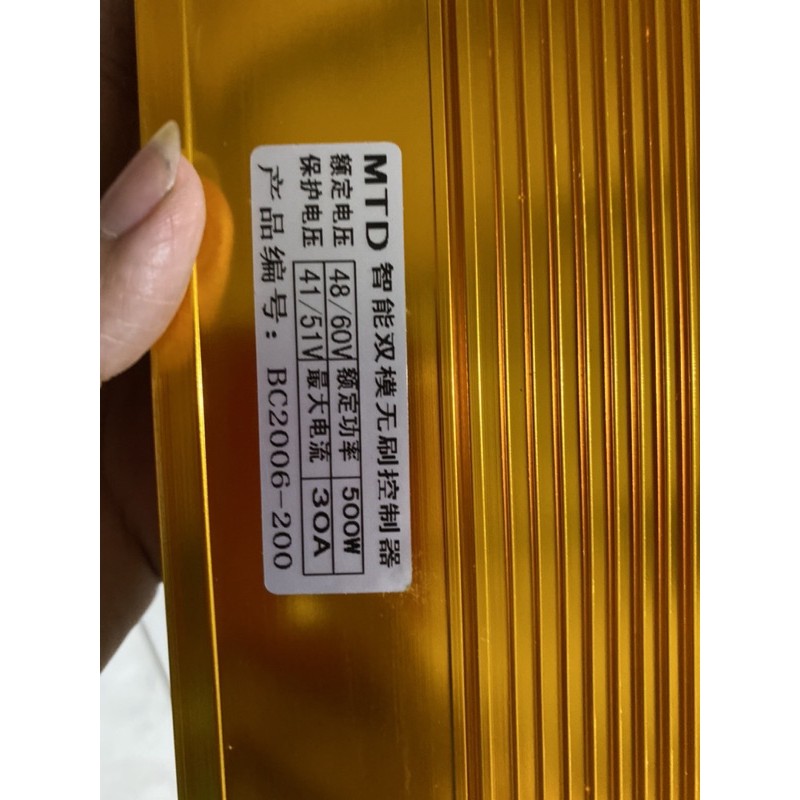 MTD 智能双模无刷控制器
额定电压 48/60V 额定功率 500W
保护电压 41/51V 最大电流 30A
产品编号：BC2006-200